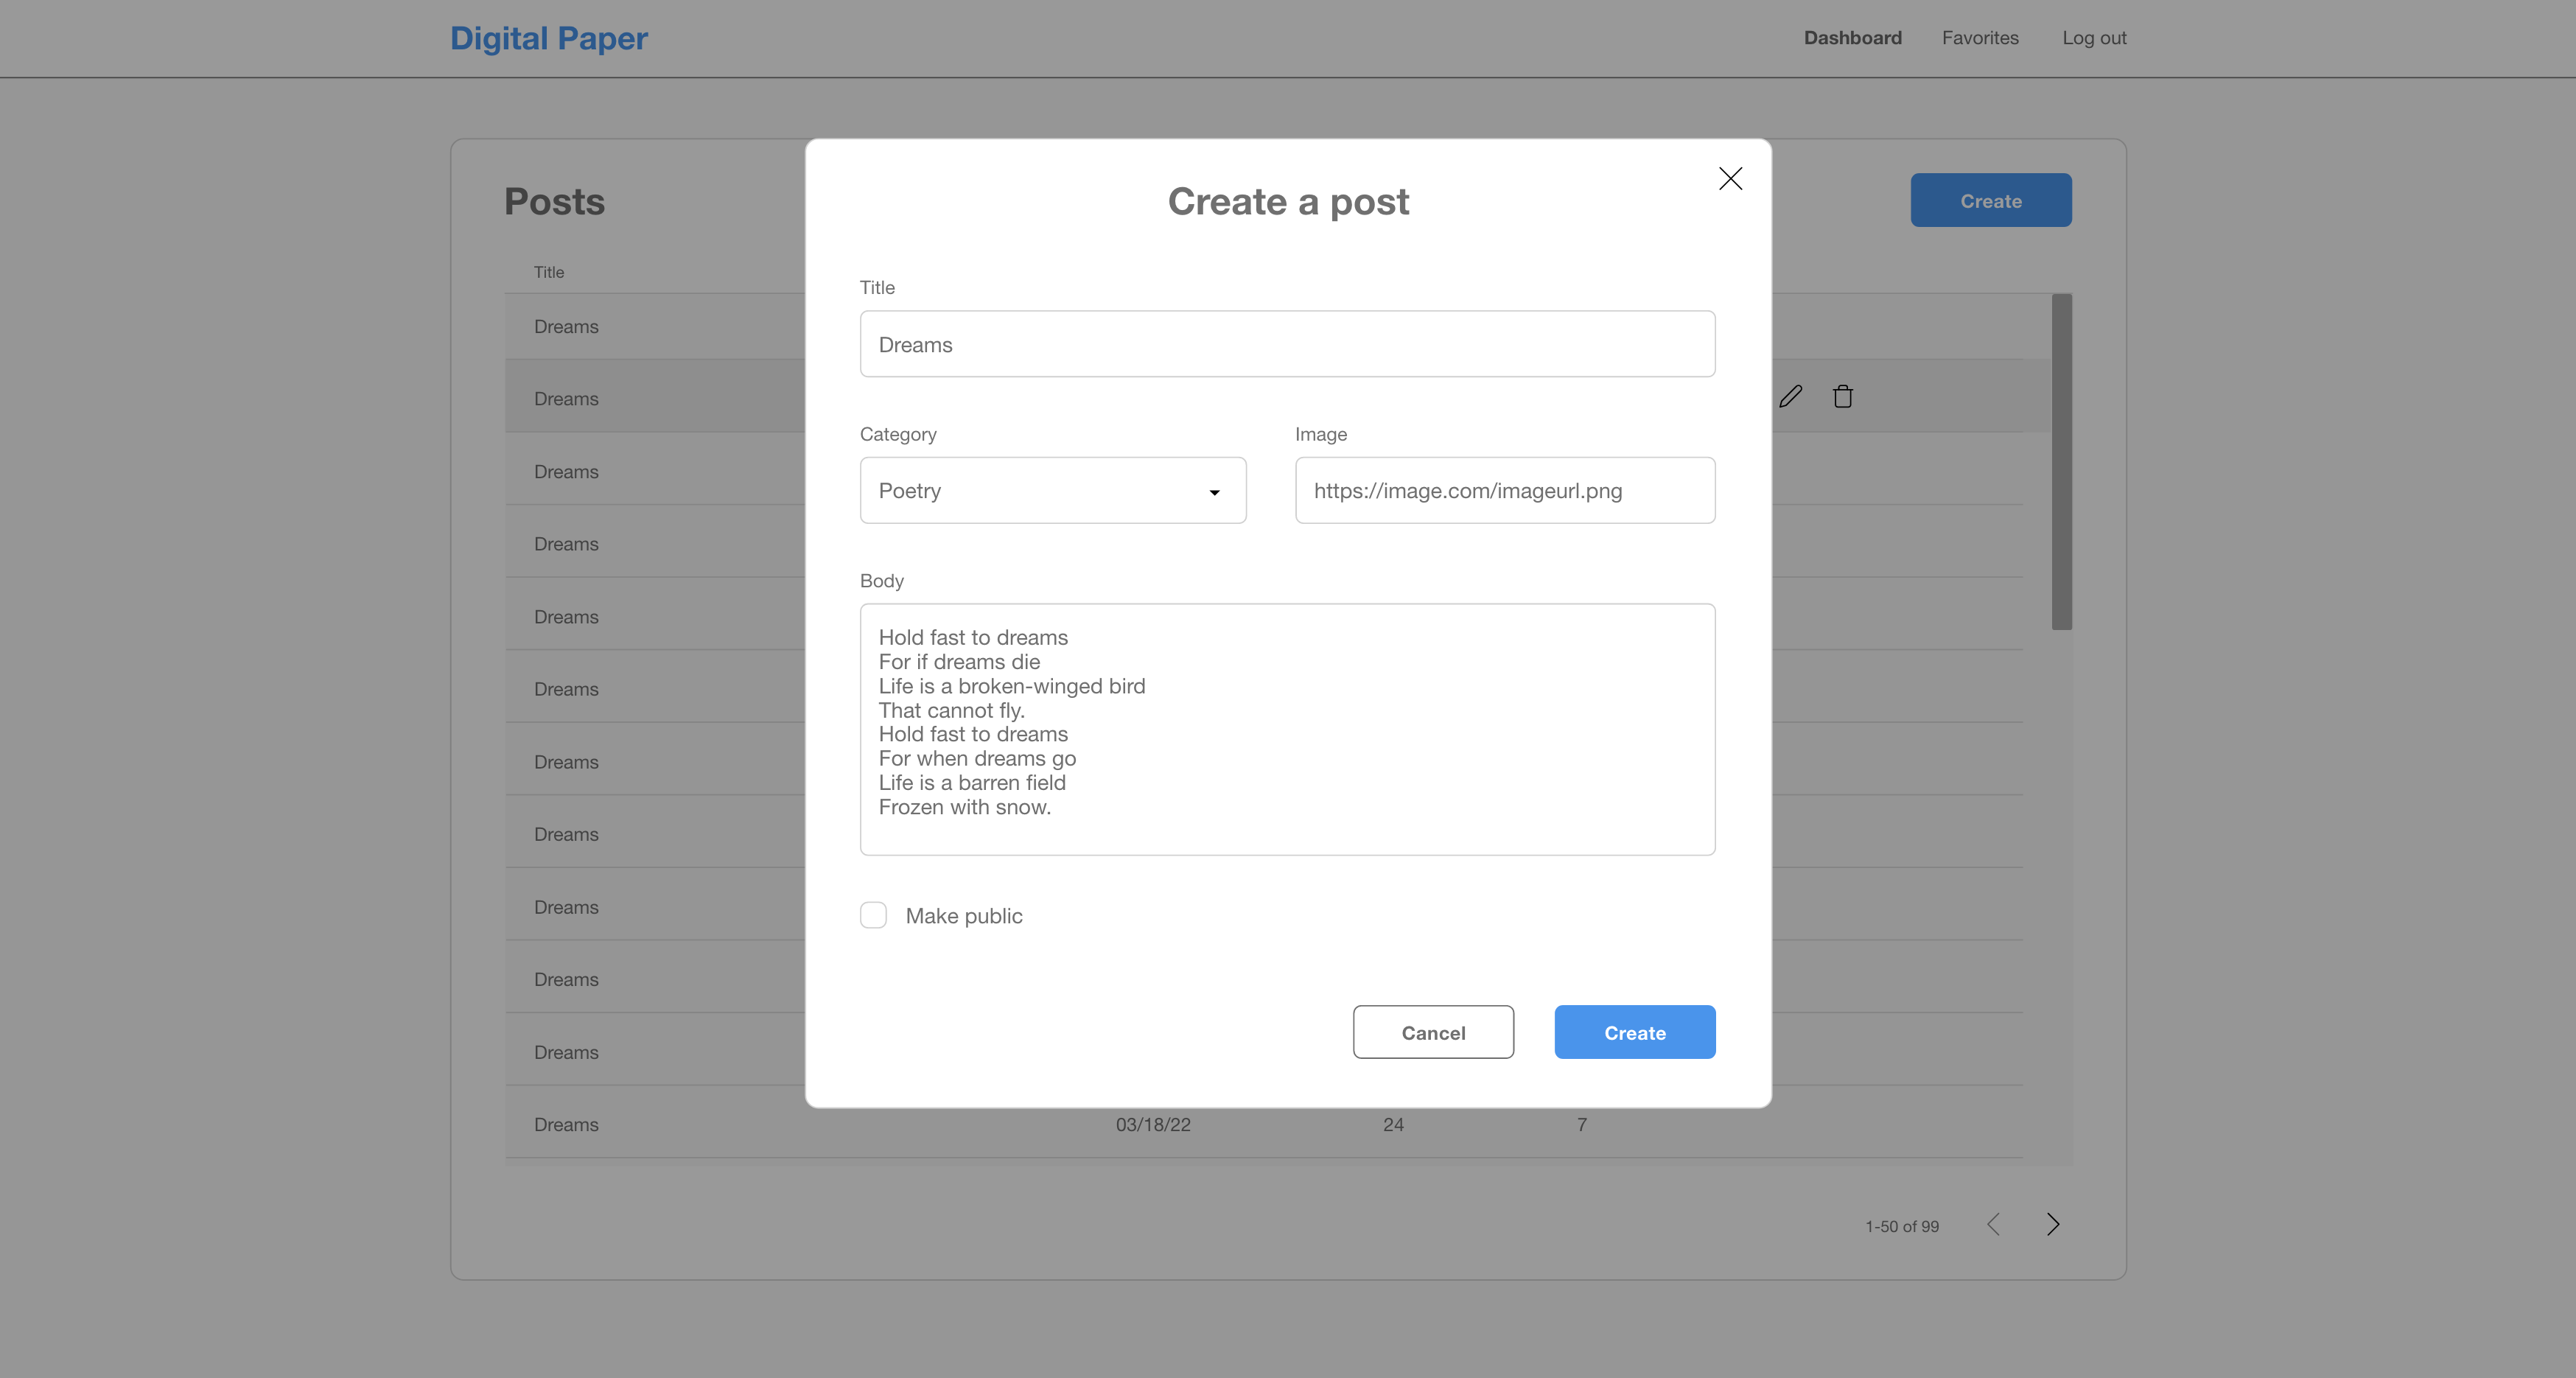 Digital Paper
Dashboard Favorites Log out
Posts
Create
Title
Dreams
Dreams
Dreams
Dreams
Dreams
Dreams
Dreams
Dreams
Dreams
Dreams
Dreams
Dreams 03/18/22 24 7
1-50 of 99
Create a post
Title
Dreams
Category Image
Poetry https://image.com/imageurl.png
Body
Hold fast to dreams
For if dreams die
Life is a broken-winged bird
That cannot fly.
Hold fast to dreams
For when dreams go
Life is a barren field
Frozen with snow.
Make public
Cancel Create